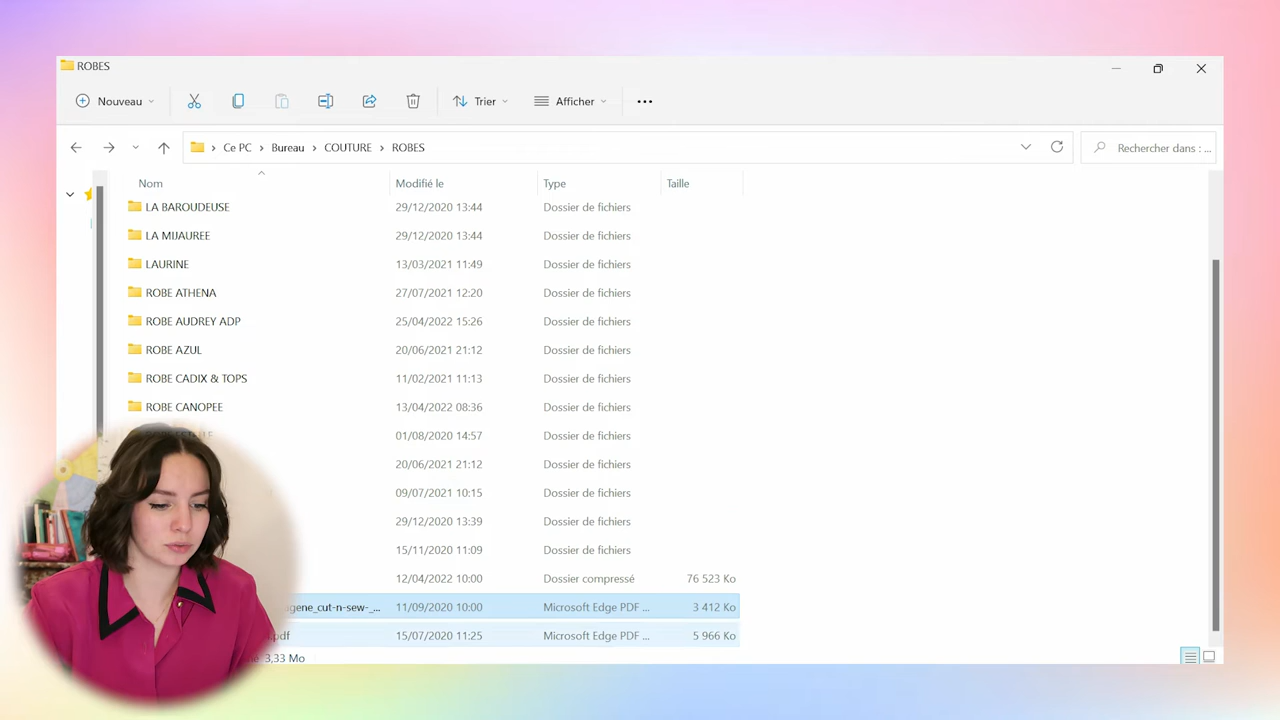 ROBES
Nouveau Trier Afficher
Ce PC > Bureau > COUTURE > ROBES Rechercher dans : ...
Nom Modifié le Type Taille
LA BAROUDEUSE 29/12/2020 13:44 Dossier de fichiers
LA MIJAUREE 29/12/2020 13:44 Dossier de fichiers
LAURINE 13/03/2021 11:49 Dossier de fichiers
ROBE ATHENA 27/07/2021 12:20 Dossier de fichiers
ROBE AUDREY ADP 25/04/2022 15:26 Dossier de fichiers
ROBE AZUL 20/06/2021 21:12 Dossier de fichiers
ROBE CADIX & TOPS 11/02/2021 11:13 Dossier de fichiers
ROBE CANOPEE 13/04/2022 08:36 Dossier de fichiers
01/08/2020 14:57 Dossier de fichiers
20/06/2021 21:12 Dossier de fichiers
09/07/2021 10:15 Dossier de fichiers
29/12/2020 13:39 Dossier de fichiers
15/11/2020 11:09 Dossier de fichiers
12/04/2022 10:00 Dossier compressé 76 523 Ko
gene_cut-n-sew-_... 11/09/2020 10:00 Microsoft Edge PDF ... 3 412 Ko
.pdf 15/07/2020 11:25 Microsoft Edge PDF ... 5 966 Ko
3,33 Mo